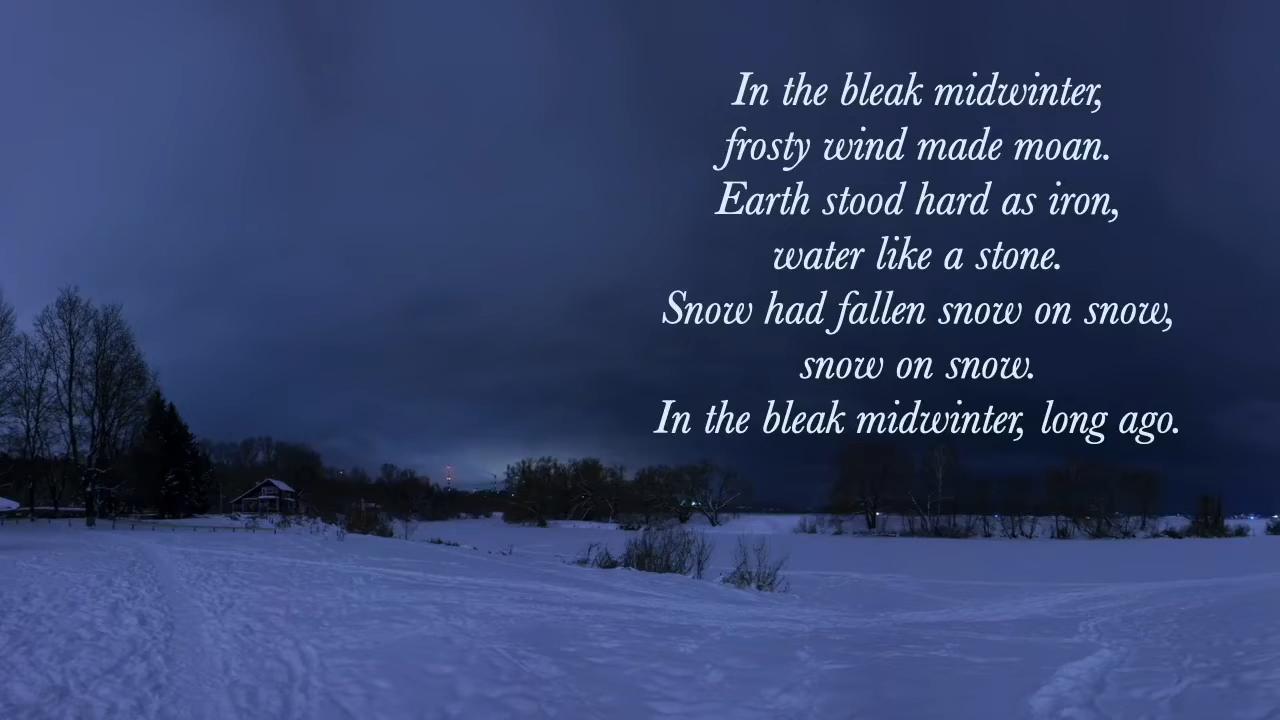 In the bleak midwinter,
frosty wind made moan.
Earth stood hard as iron,
water like a stone.
Snow had fallen snow on snow,
snow on snow.
In the bleak midwinter, long ago.